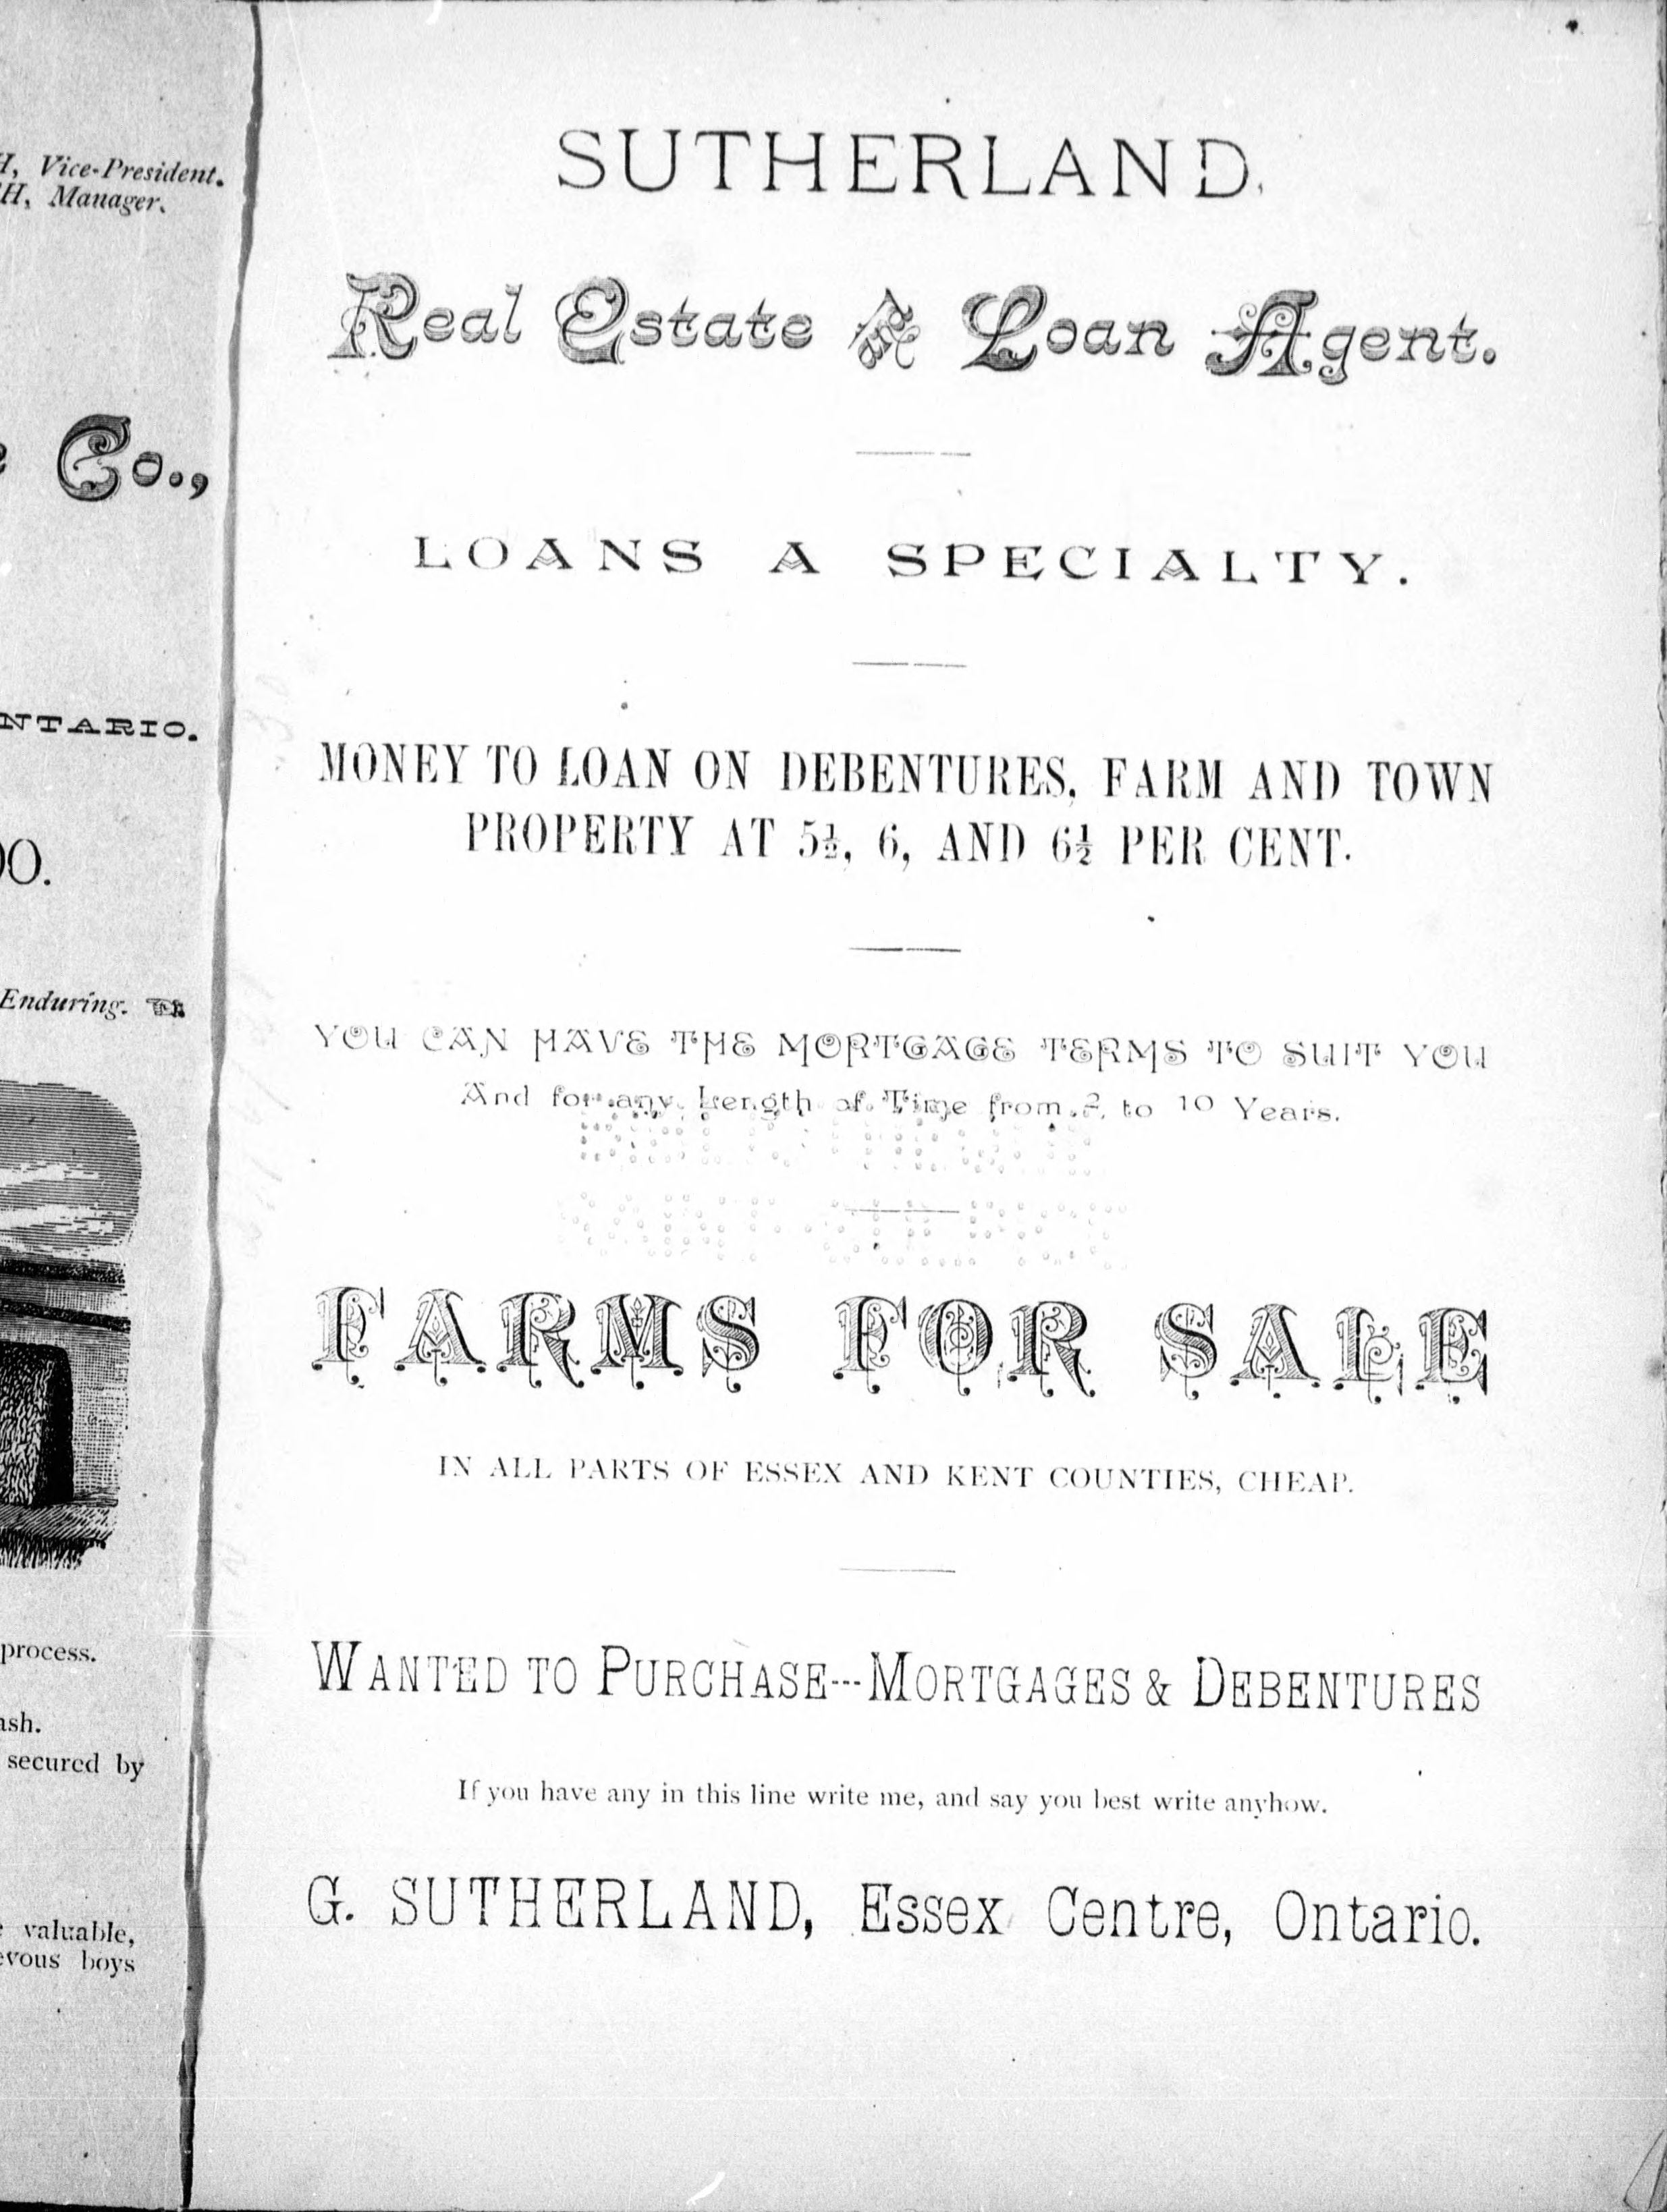 H, Vice-President.
H, Manager.
Co.,
NTARIO.
00.
Enduring.
process.
ash.
secured by
valuable,
evous boys
SUTHERLAND,
Real Estate and Loan Agent.
LOANS A SPECIALTY.
MONEY TO LOAN ON DEBENTURES, FARM AND TOWN
PROPERTY AT 5½, 6, AND 6½ PER CENT.
YOU CAN HAVE THE MORTGAGE TERMS TO SUIT YOU
And for any Length of Time from 2 to 10 Years.
FARMS FOR SALE
IN ALL PARTS OF ESSEX AND KENT COUNTIES, CHEAP.
WANTED TO PURCHASE---MORTGAGES & DEBENTURES
If you have any in this line write me, and say you best write anyhow.
G. SUTHERLAND, Essex Centre, Ontario.